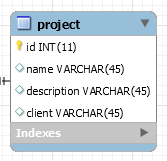 project
id INT(11)
name VARCHAR(45)
description VARCHAR(45)
client VARCHAR(45)
Indexes